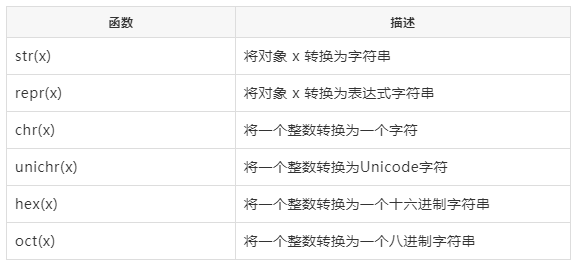 函数 描述
str(x) 将对象 x 转换为字符串
repr(x) 将对象 x 转换为表达式字符串
chr(x) 将一个整数转换为一个字符
unichr(x) 将一个整数转换为Unicode字符
hex(x) 将一个整数转换为一个十六进制字符串
oct(x) 将一个整数转换为一个八进制字符串